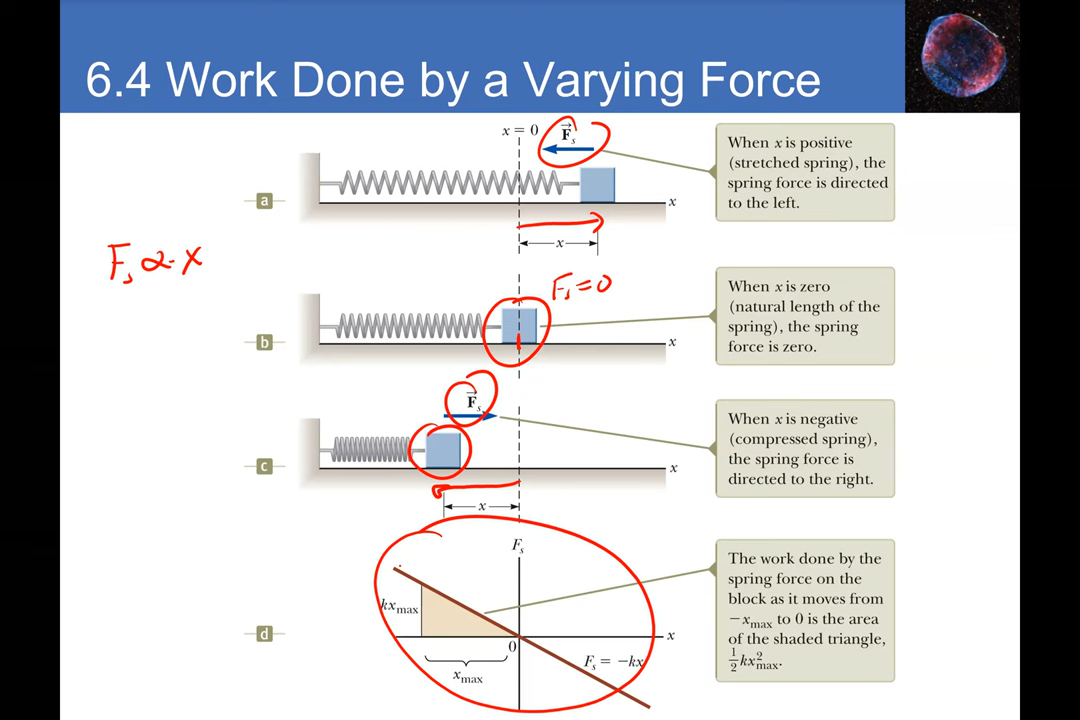 6.4 Work Done by a Varying Force
x = 0
F⃗s
When x is positive
(stretched spring), the
spring force is directed
to the left.
a
x
x
Fs ∝ -x
Fs = 0
When x is zero
(natural length of the
spring), the spring
force is zero.
b
x
F⃗s
When x is negative
(compressed spring),
the spring force is
directed to the right.
c
x
x
Fs
The work done by the
spring force on the
block as it moves from
−xmax to 0 is the area
of the shaded triangle,
½kx²max.
kxmax
d
x
0
Fs = −kx
xmax